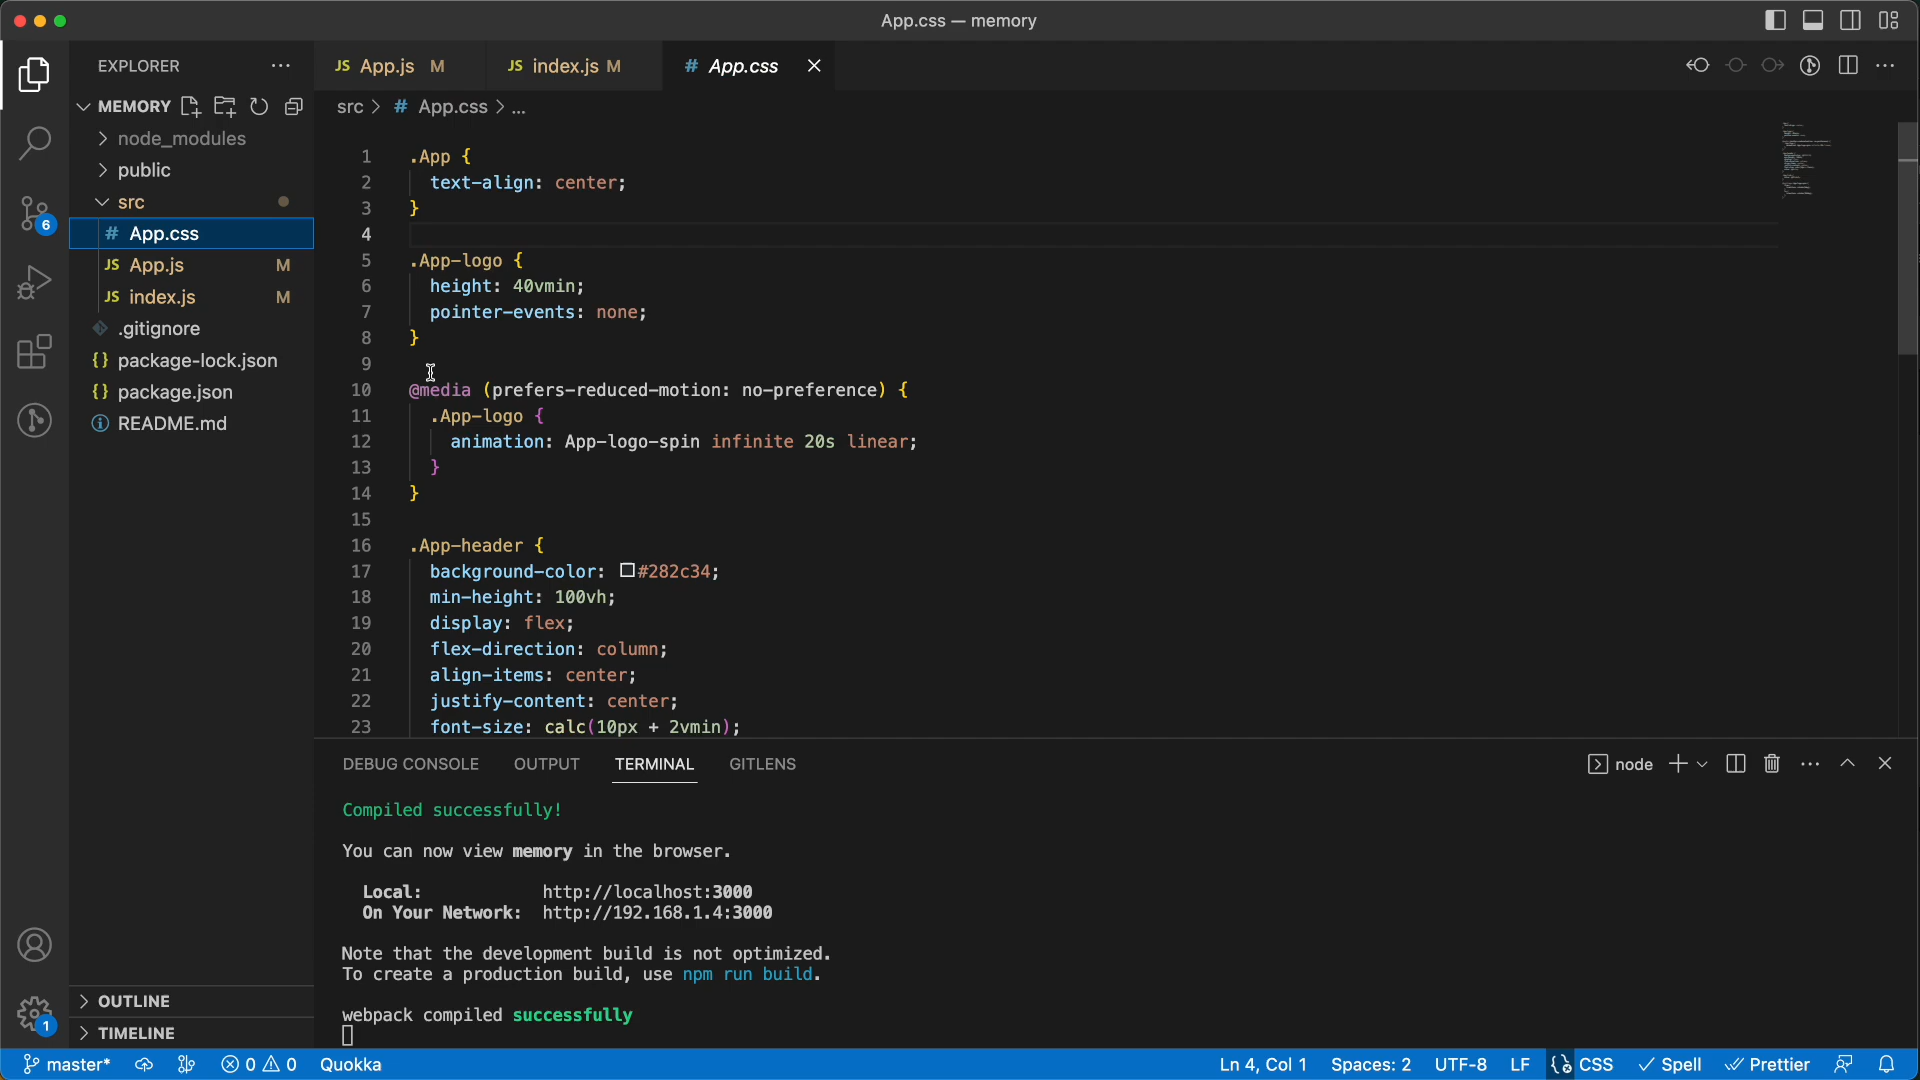 App.css — memory
EXPLORER
MEMORY
node_modules
public
src
# App.css
JS App.js M
JS index.js M
.gitignore
{} package-lock.json
{} package.json
README.md
OUTLINE
TIMELINE
6
1
JS App.js M
JS index.js M
# App.css
src > # App.css > ...
1 .App {
2 text-align: center;
3 }
4
5 .App-logo {
6 height: 40vmin;
7 pointer-events: none;
8 }
9
10 @media (prefers-reduced-motion: no-preference) {
11 .App-logo {
12 animation: App-logo-spin infinite 20s linear;
13 }
14 }
15
16 .App-header {
17 background-color: #282c34;
18 min-height: 100vh;
19 display: flex;
20 flex-direction: column;
21 align-items: center;
22 justify-content: center;
23 font-size: calc(10px + 2vmin);
DEBUG CONSOLE OUTPUT TERMINAL GITLENS
node
Compiled successfully!
You can now view memory in the browser.
Local: http://localhost:3000
On Your Network: http://192.168.1.4:3000
Note that the development build is not optimized.
To create a production build, use npm run build.
webpack compiled successfully
master* 0 0 Quokka
Ln 4, Col 1 Spaces: 2 UTF-8 LF CSS Spell Prettier